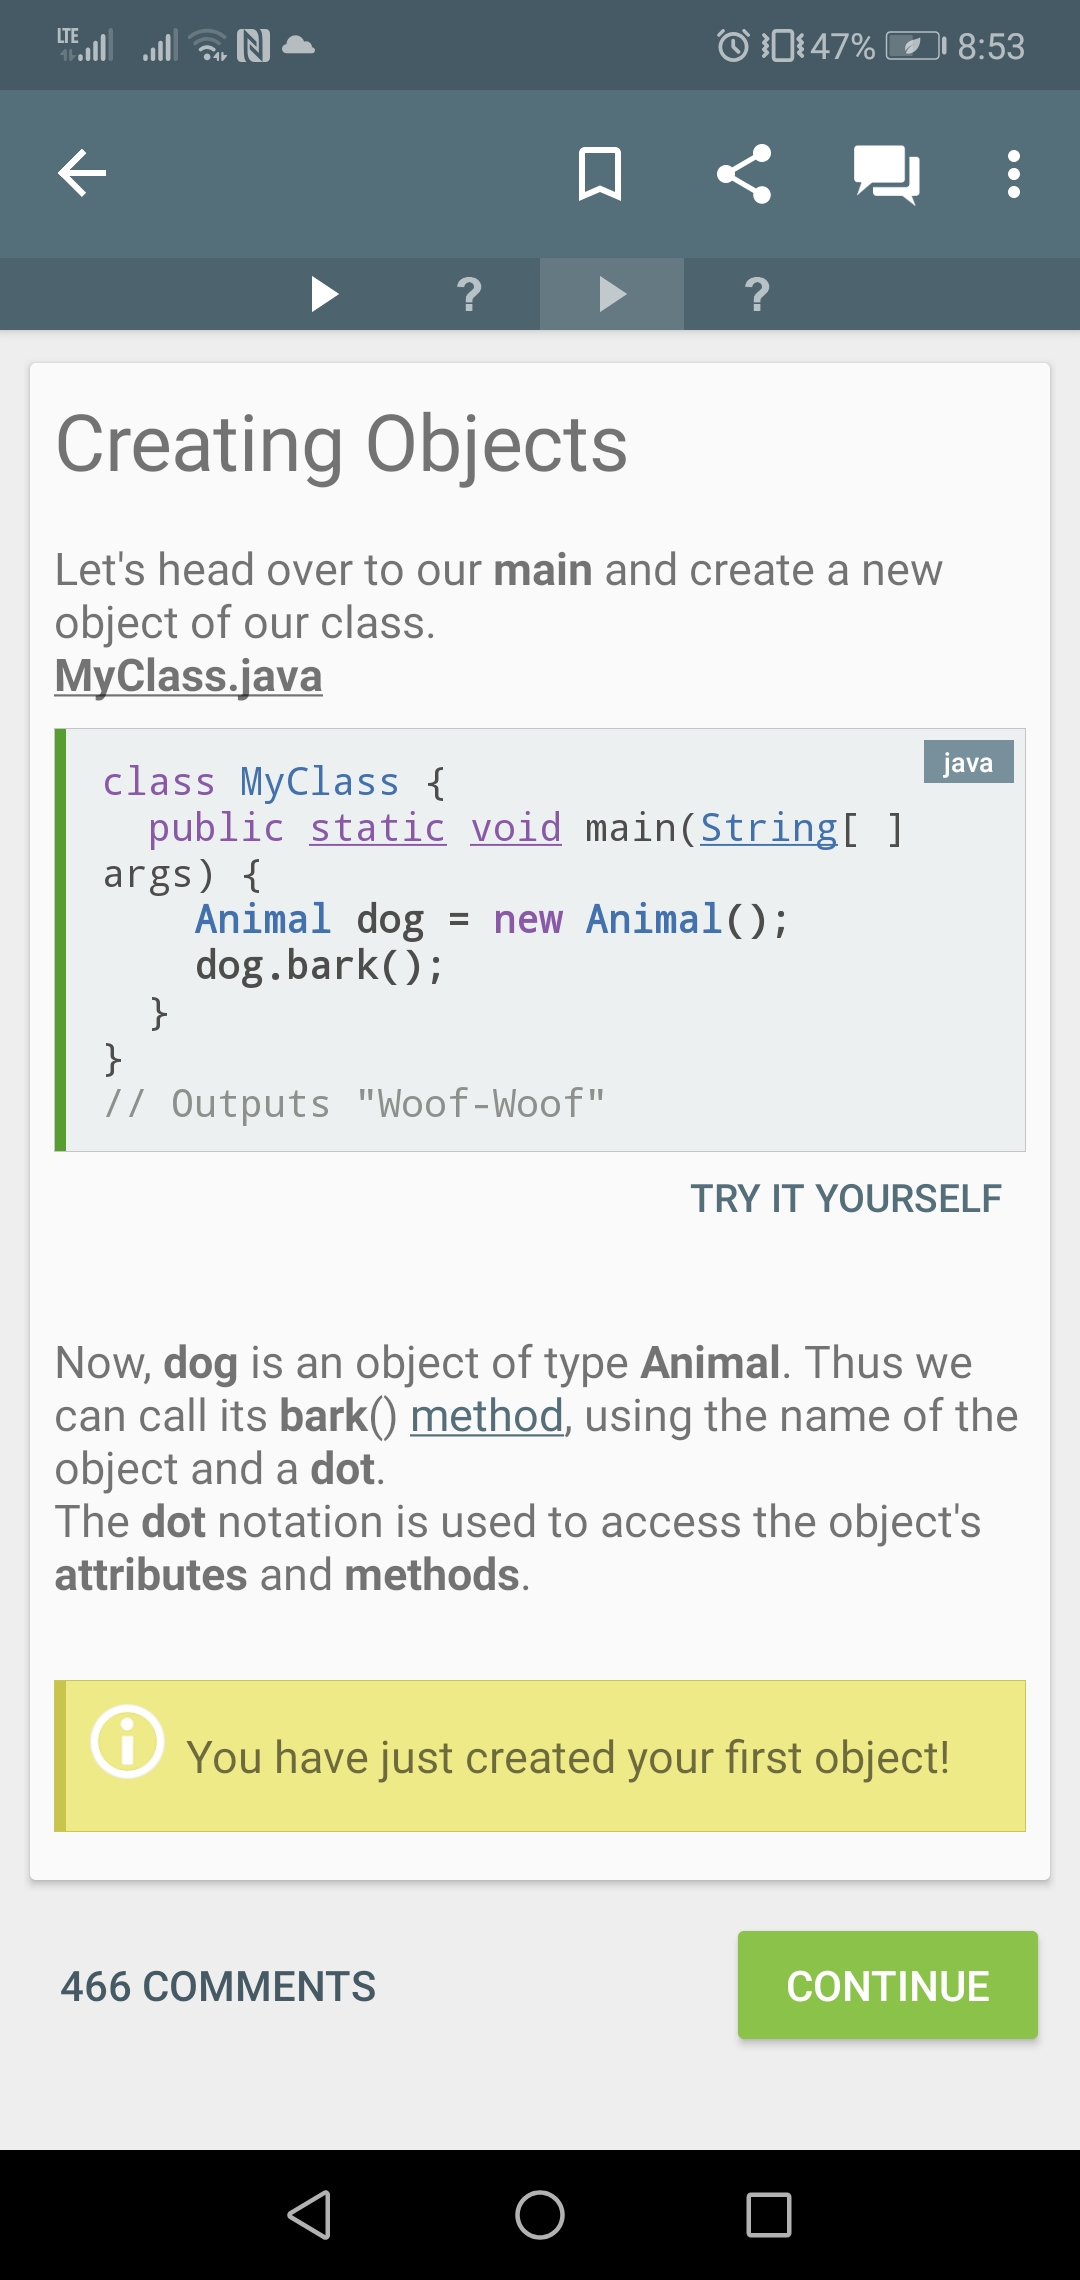 LTE
47% 8:53
? ?
Creating Objects
Let's head over to our main and create a new
object of our class.
MyClass.java
java
class MyClass {
public static void main(String[ ]
args) {
Animal dog = new Animal();
dog.bark();
}
}
// Outputs "Woof-Woof"
TRY IT YOURSELF
Now, dog is an object of type Animal. Thus we
can call its bark() method, using the name of the
object and a dot.
The dot notation is used to access the object's
attributes and methods.
You have just created your first object!
466 COMMENTS
CONTINUE